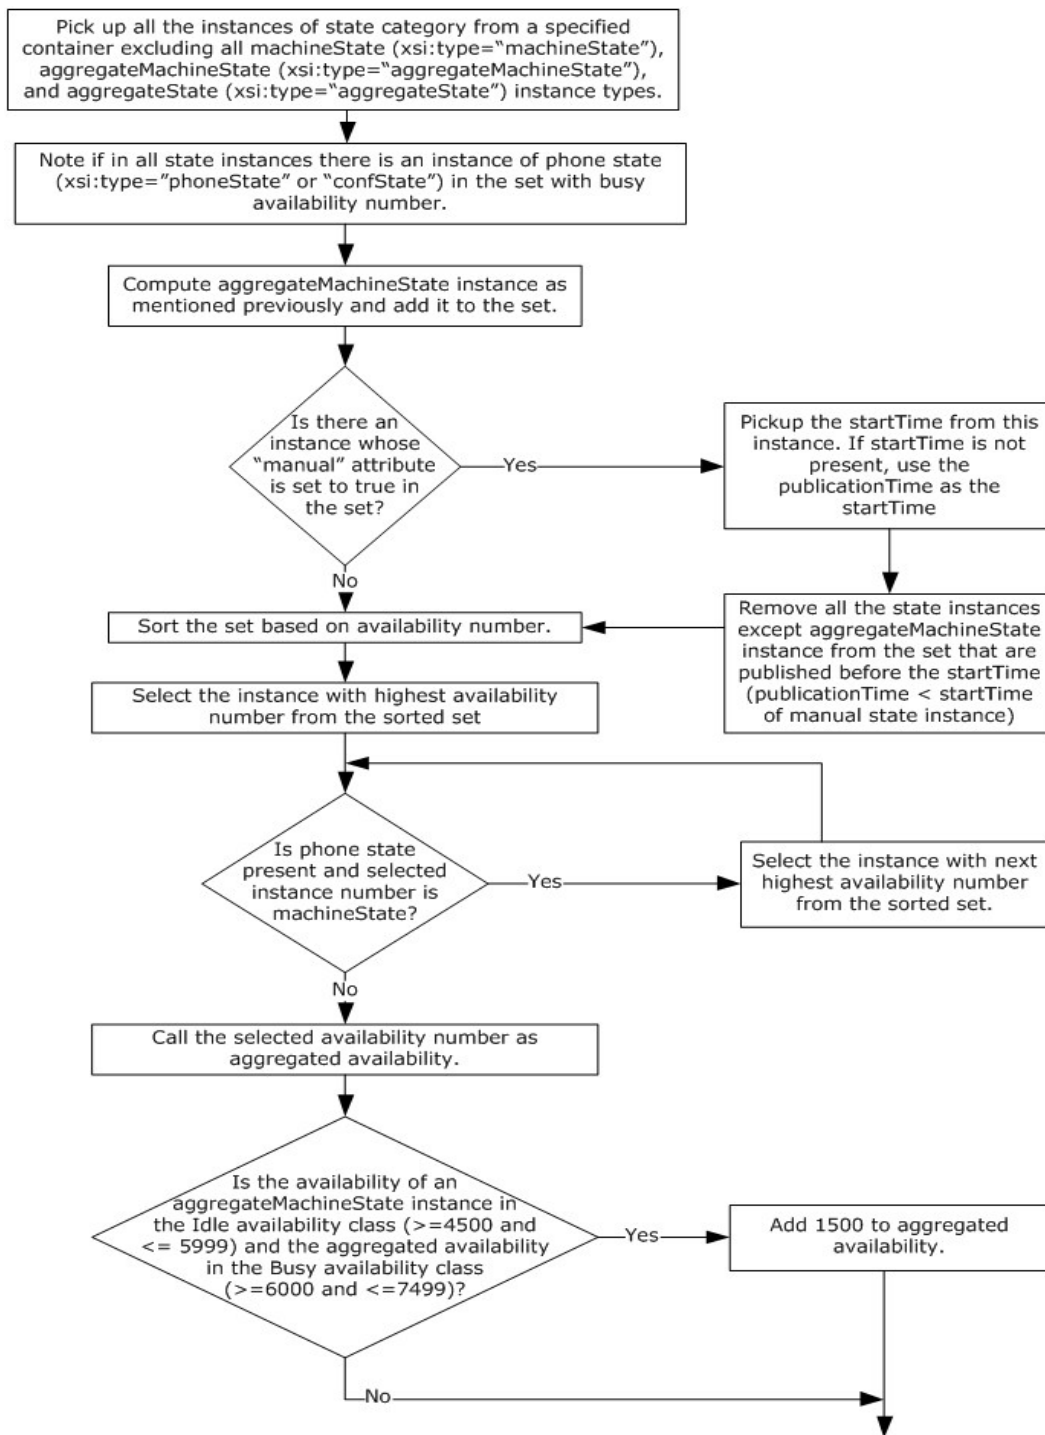 Pick up all the instances of state category from a specified
container excluding all machineState (xsi:type=“machineState”),
aggregateMachineState (xsi:type=“aggregateMachineState”),
and aggregateState (xsi:type=“aggregateState”) instance types.
Note if in all state instances there is an instance of phone state
(xsi:type=”phoneState” or “confState”) in the set with busy
availability number.
Compute aggregateMachineState instance as
mentioned previously and add it to the set.
Is there an
instance whose
“manual” attribute
is set to true in
the set?
Yes
Pickup the startTime from this
instance. If startTime is not
present, use the
publicationTime as the
startTime
No
Remove all the state instances
except aggregateMachineState
instance from the set that are
published before the startTime
(publicationTime < startTime
of manual state instance)
Sort the set based on availability number.
Select the instance with highest availability
number from the sorted set
Is phone state
present and selected
instance number is
machineState?
Yes
Select the instance with next
highest availability number
from the sorted set.
No
Call the selected availability number as
aggregated availability.
Is the availability of an
aggregateMachineState instance in
the Idle availability class (>=4500 and
<= 5999) and the aggregated availability
in the Busy availability class
(>=6000 and <=7499)?
Yes
Add 1500 to aggregated
availability.
No